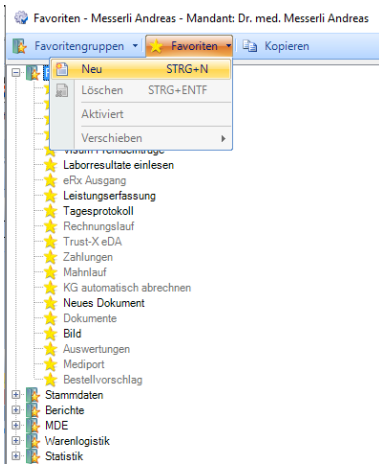 Favoriten - Messerli Andreas - Mandant: Dr. med. Messerli Andreas
Favoritengruppen Favoriten Kopieren
Neu STRG+N
Löschen STRG+ENTF
Aktiviert
Verschieben
Visum Fremdeinträge
Laborresultate einlesen
eRx Ausgang
Leistungserfassung
Tagesprotokoll
Rechnungslauf
Trust-X eDA
Zahlungen
Mahnlauf
KG automatisch abrechnen
Neues Dokument
Dokumente
Bild
Auswertungen
Mediport
Bestellvorschlag
Stammdaten
Berichte
MDE
Warenlogistik
Statistik